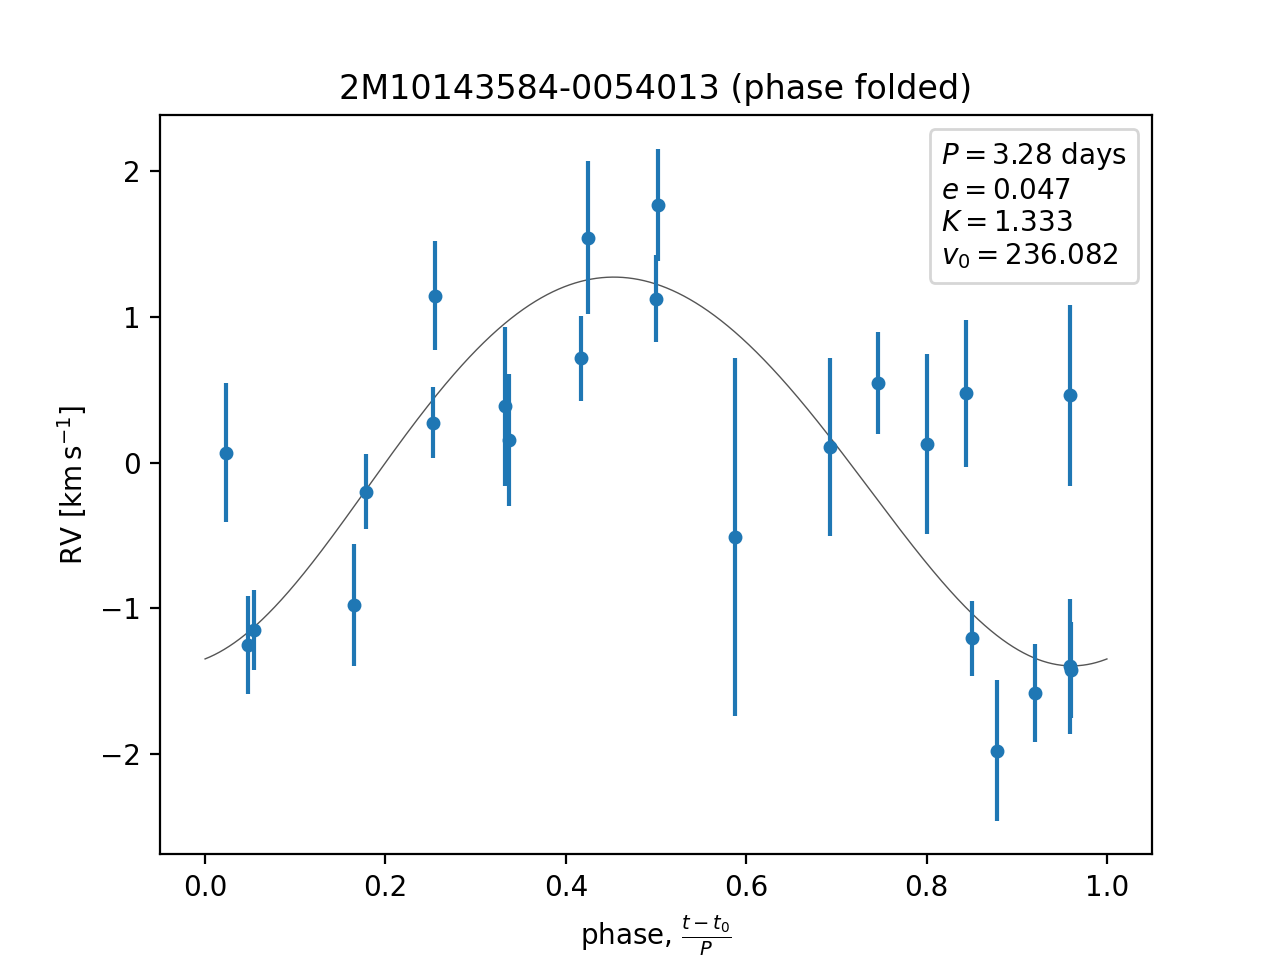 2M10143584-0054013 (phase folded)
P = 3.28 days
e = 0.047
K = 1.333
v₀ = 236.082
2
1
0
−1
−2
RV [km s⁻¹]
0.0 0.2 0.4 0.6 0.8 1.0
phase, (t − t₀)/P